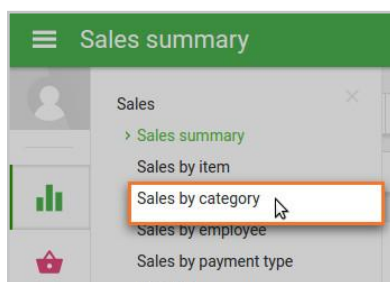 Sales summary
Sales
Sales summary
Sales by item
Sales by category
Sales by employee
Sales by payment type